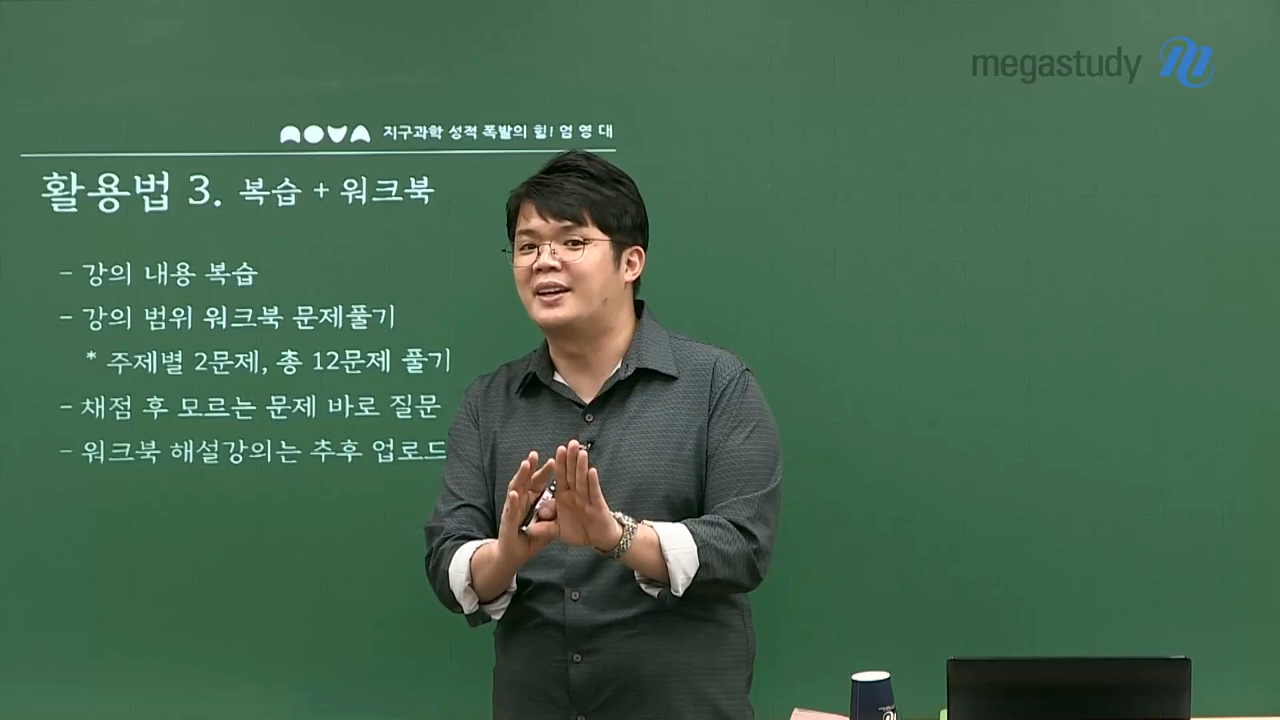 megastudy
NOVA 지구과학 성적 폭발의 힘! 엄영대
활용법 3. 복습 + 워크북
- 강의 내용 복습
- 강의 범위 워크북 문제풀기
* 주제별 2문제, 총 12문제 풀기
- 채점 후 모르는 문제 바로 질문
- 워크북 해설강의는 추후 업로드